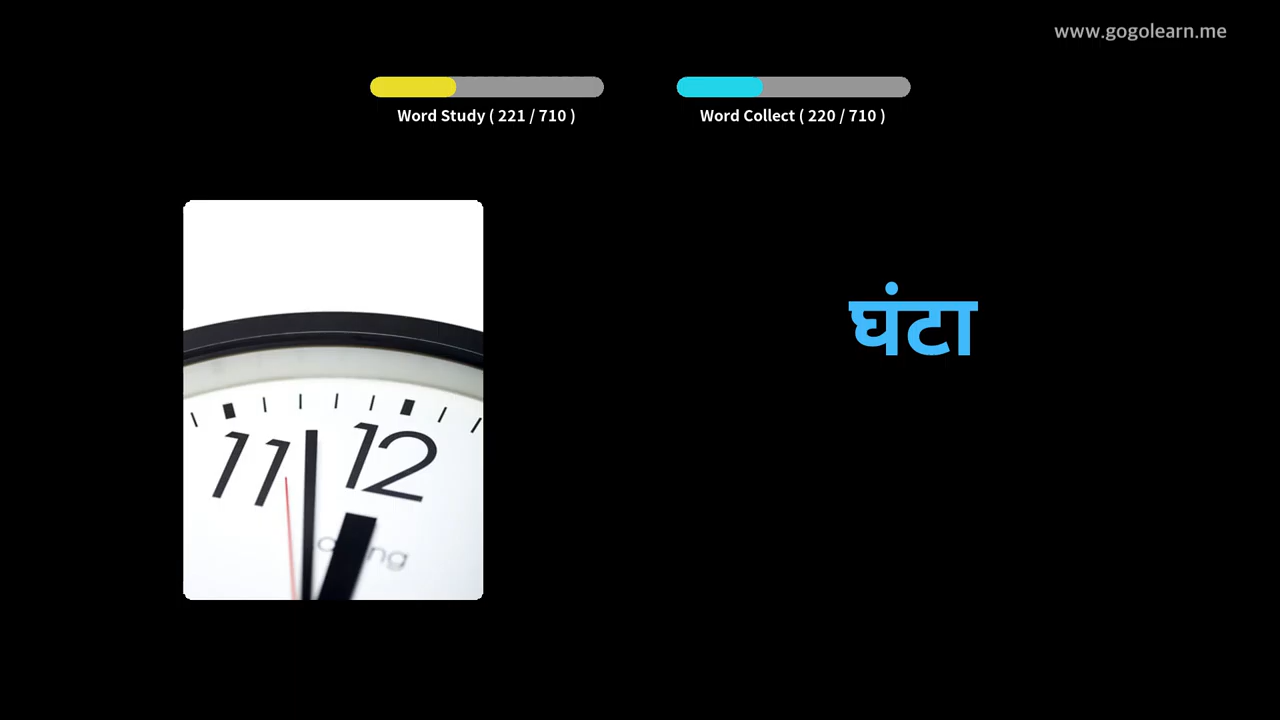 www.gogolearn.me
Word Study ( 221 / 710 )
Word Collect ( 220 / 710 )
घंटा
11
12